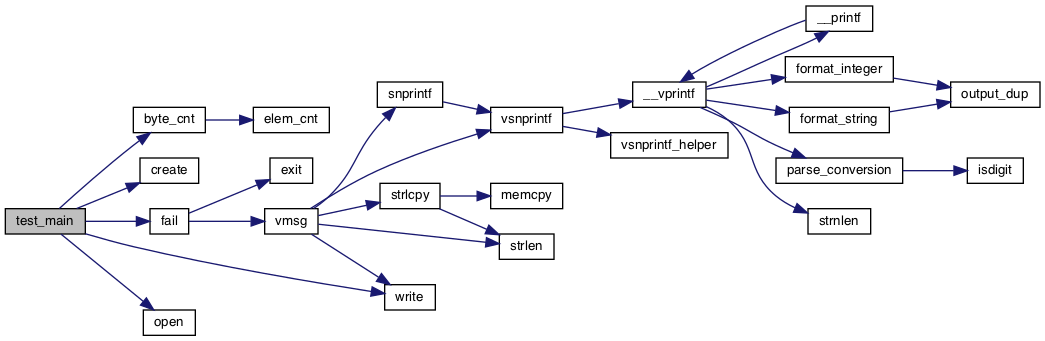 test_main
byte_cnt
create
fail
open
elem_cnt
exit
vmsg
snprintf
strlcpy
write
vsnprintf
memcpy
strlen
__vprintf
vsnprintf_helper
__printf
format_integer
format_string
parse_conversion
strnlen
output_dup
isdigit